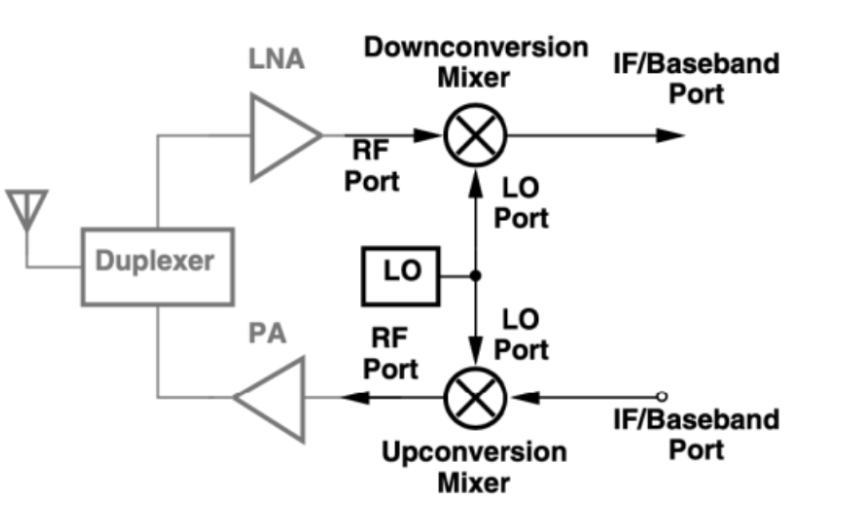 LNA
Downconversion
Mixer
IF/Baseband
Port
RF
Port
LO
Port
Duplexer
LO
PA
RF
Port
LO
Port
IF/Baseband
Port
Upconversion
Mixer